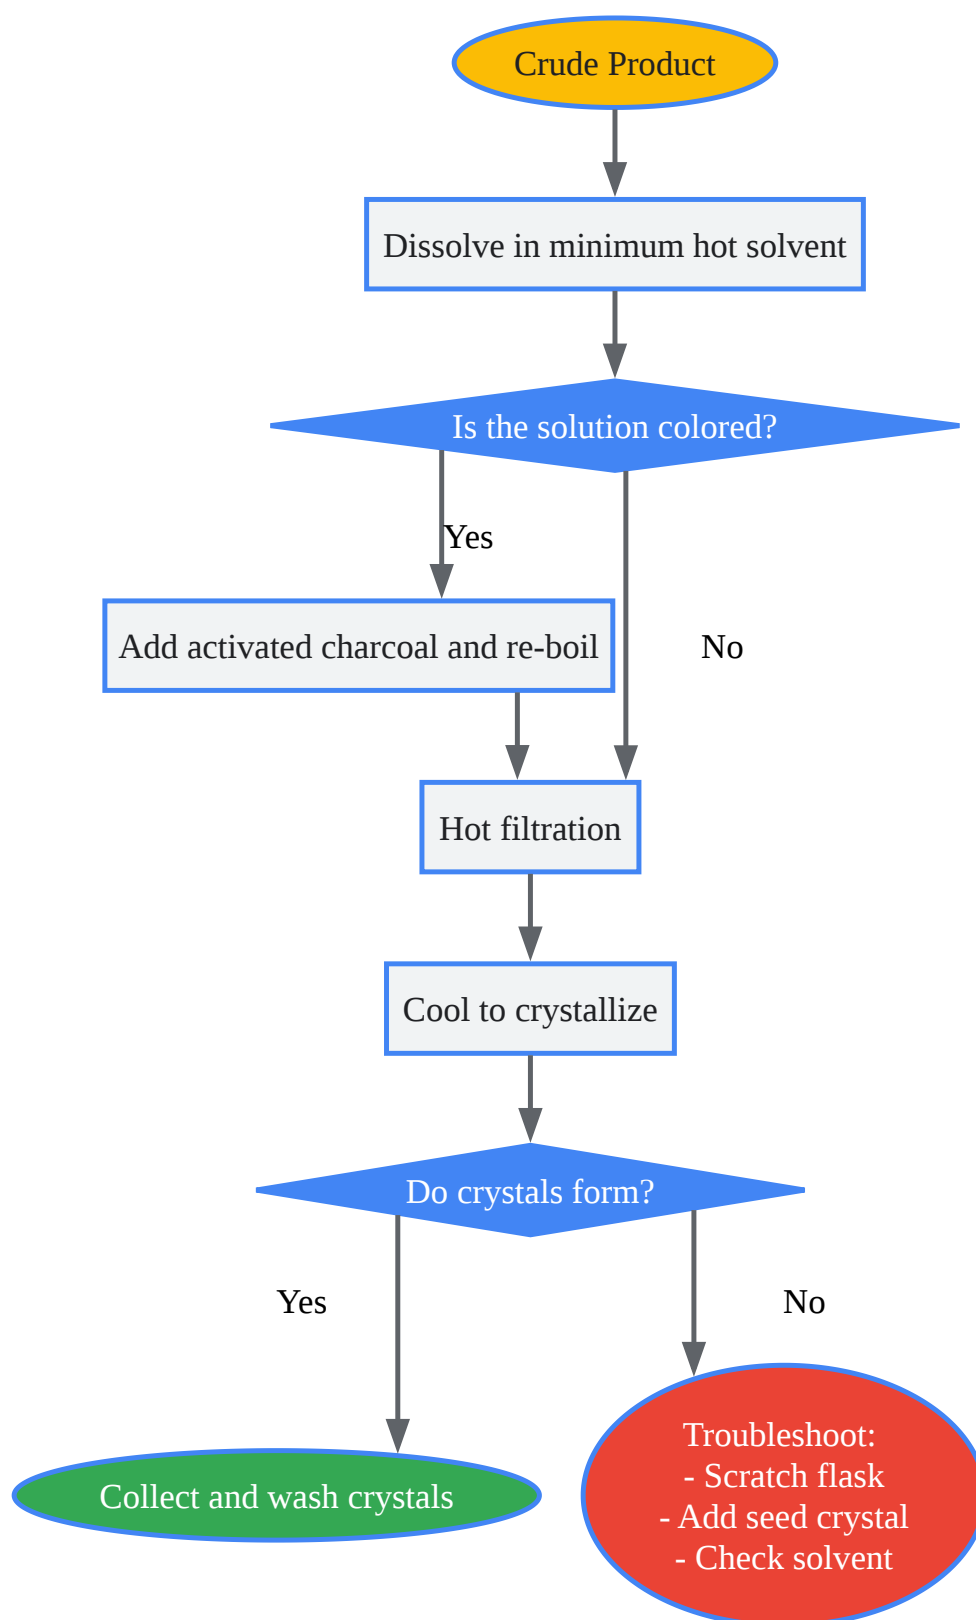 Crude Product
Dissolve in minimum hot solvent
Is the solution colored?
Yes
Add activated charcoal and re-boil
No
Hot filtration
Cool to crystallize
Do crystals form?
Yes
No
Collect and wash crystals
Troubleshoot:
- Scratch flask
- Add seed crystal
- Check solvent